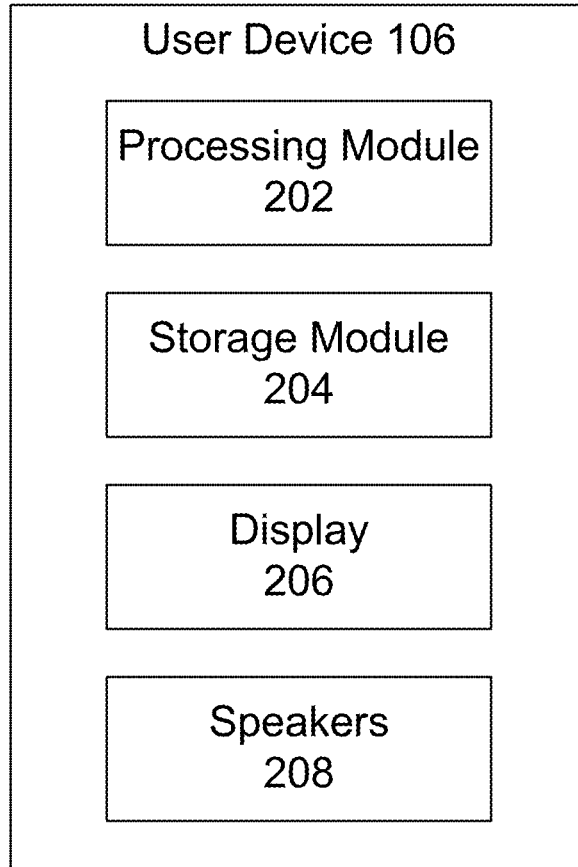 User Device 106
Processing Module
202
Storage Module
204
Display
206
Speakers
208